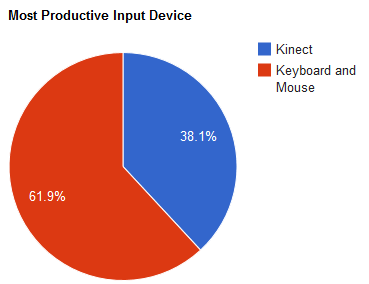 Most Productive Input Device
Kinect
Keyboard and
Mouse
38.1%
61.9%